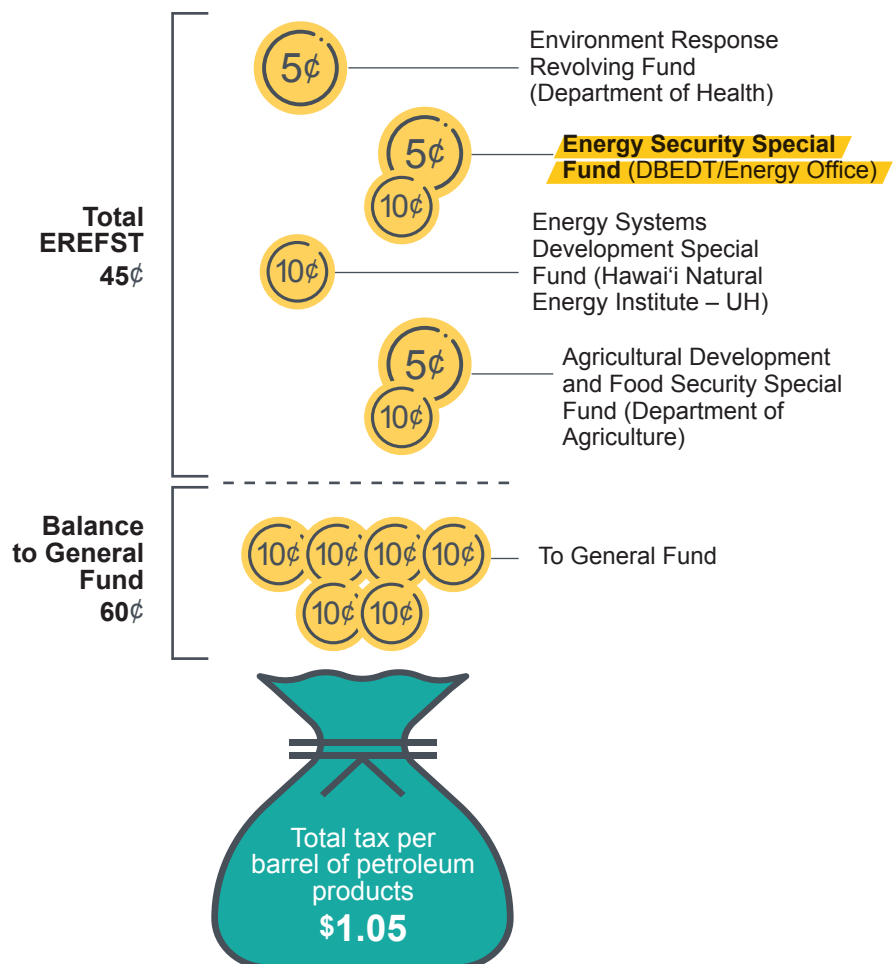 5¢
Environment Response
Revolving Fund
(Department of Health)
5¢
10¢
Energy Security Special
Fund (DBEDT/Energy Office)
Total
EREFST
45¢
10¢
Energy Systems
Development Special
Fund (Hawai‘i Natural
Energy Institute – UH)
5¢
10¢
Agricultural Development
and Food Security Special
Fund (Department of
Agriculture)
Balance
to General
Fund
60¢
10¢ 10¢ 10¢ 10¢
10¢ 10¢
To General Fund
Total tax per
barrel of petroleum
products
$1.05